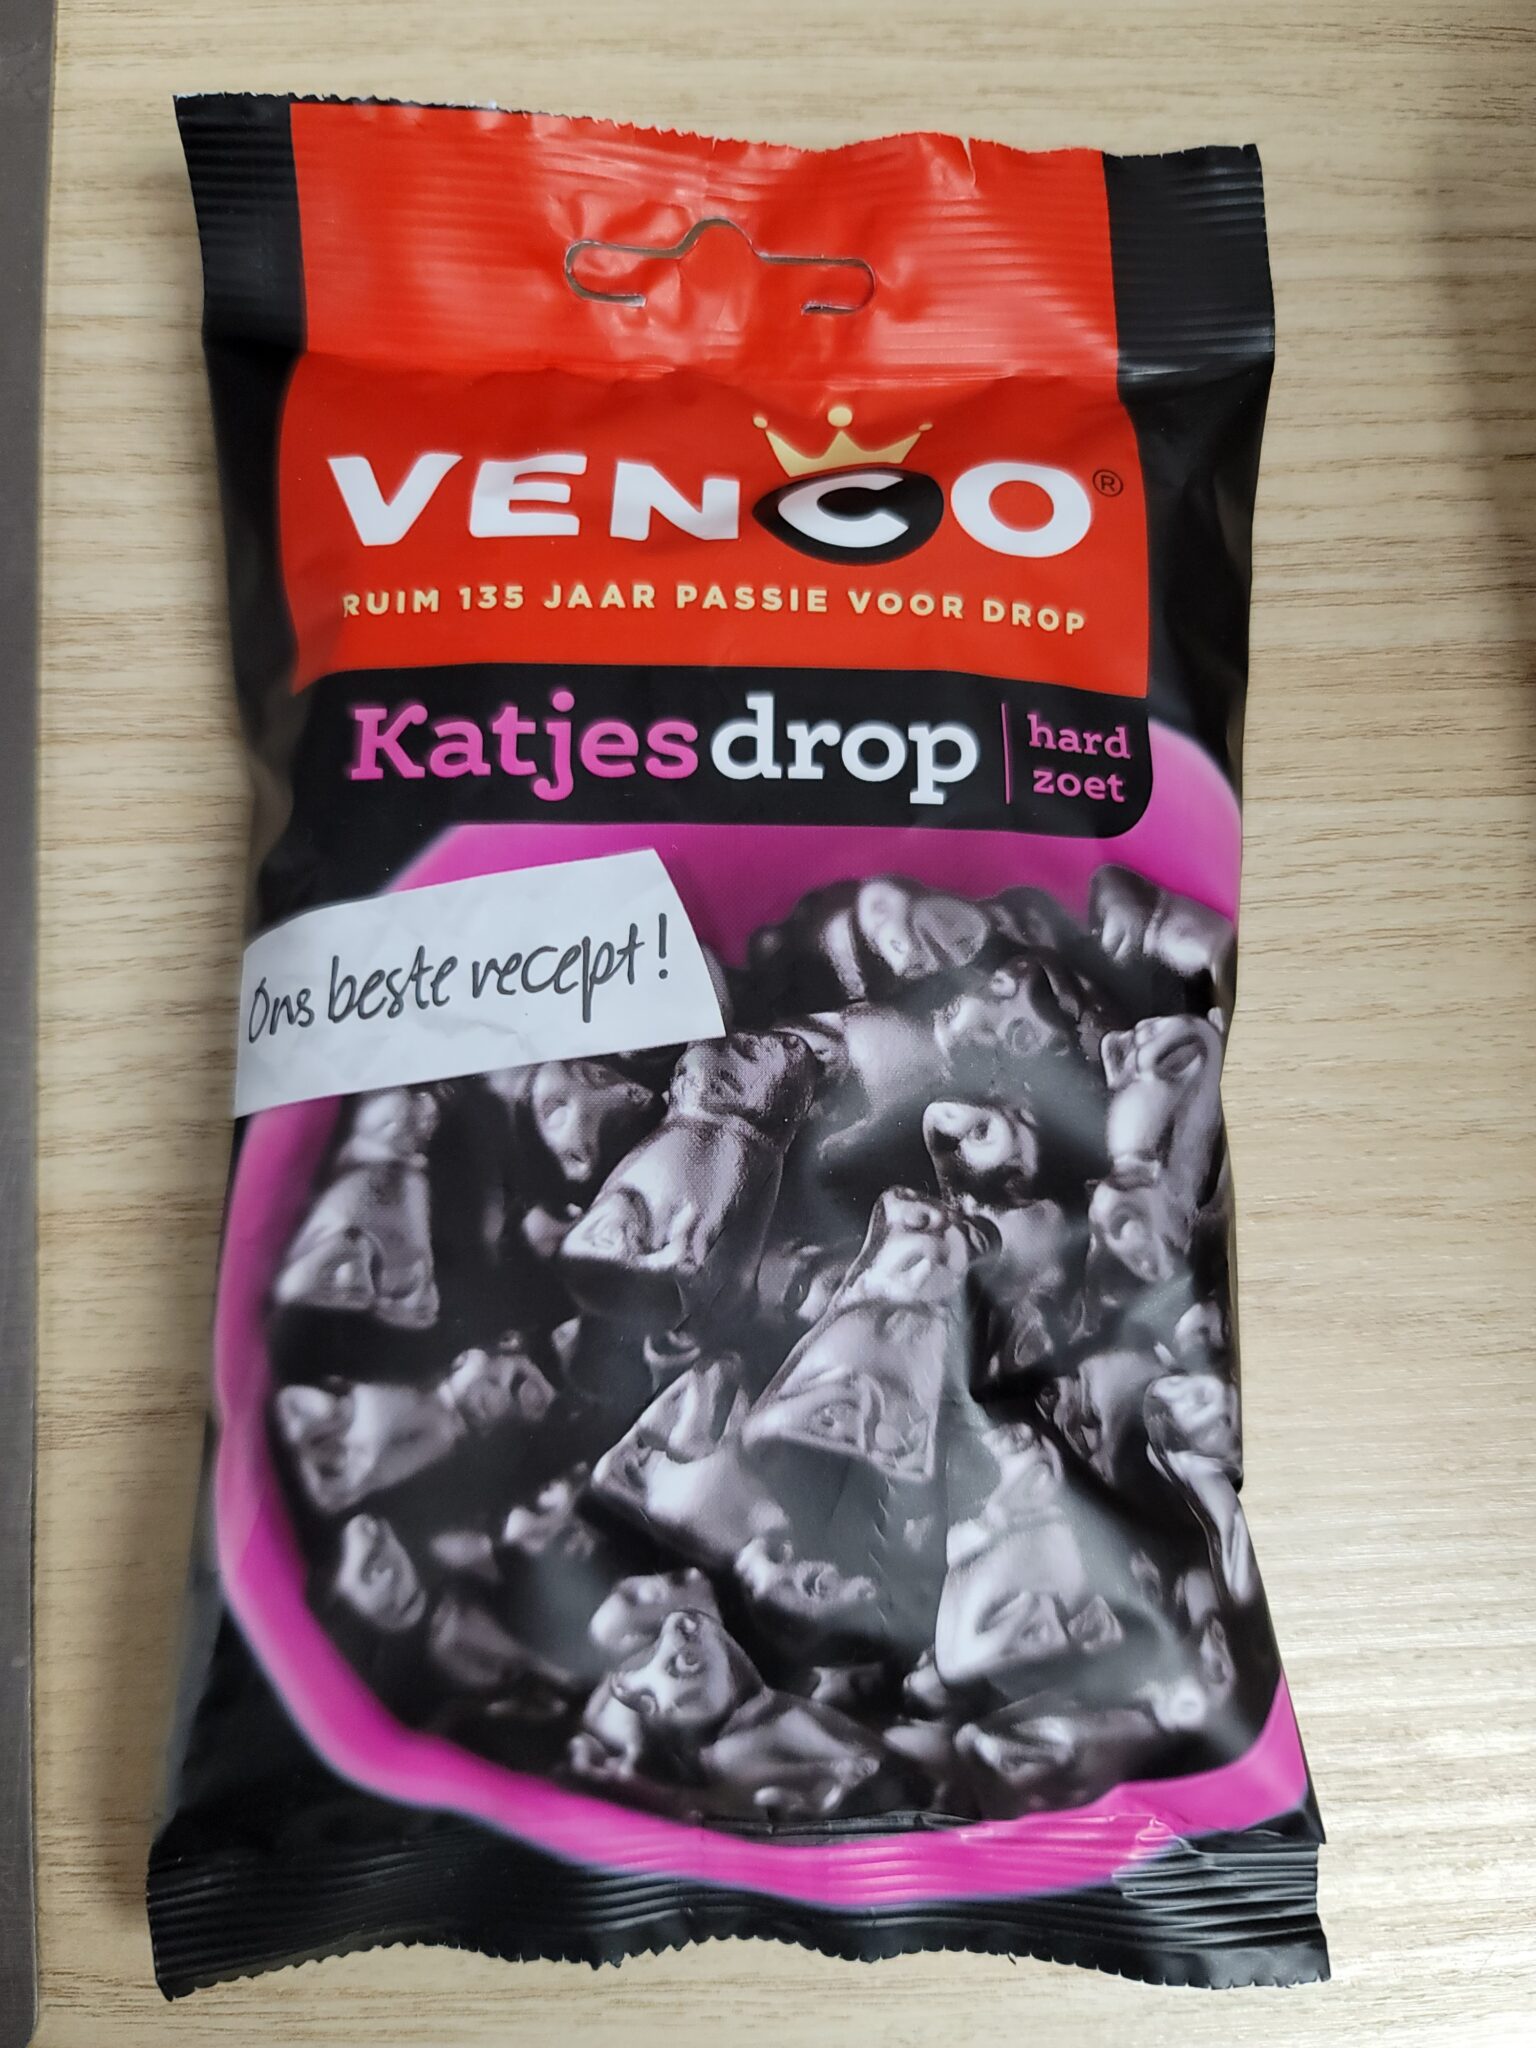 VENCO®
RUIM 135 JAAR PASSIE VOOR DROP
Katjesdrop
hard
zoet
Ons beste recept!